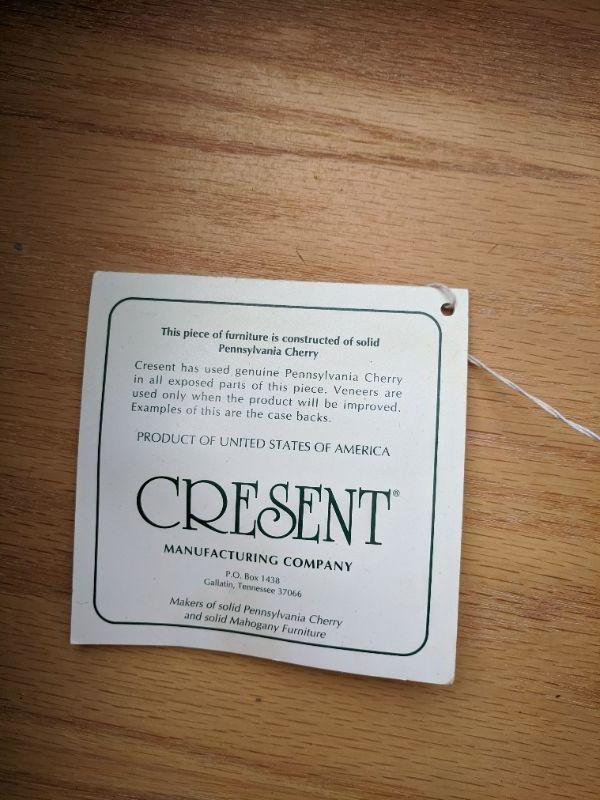 This piece of furniture is constructed of solid
Pennsylvania Cherry
Cresent has used genuine Pennsylvania Cherry
in all exposed parts of this piece. Veneers are
used only when the product will be improved.
Examples of this are the case backs.
PRODUCT OF UNITED STATES OF AMERICA
CRESENT®
MANUFACTURING COMPANY
P.O. Box 1438
Gallatin, Tennessee 37066
Makers of solid Pennsylvania Cherry
and solid Mahogany Furniture